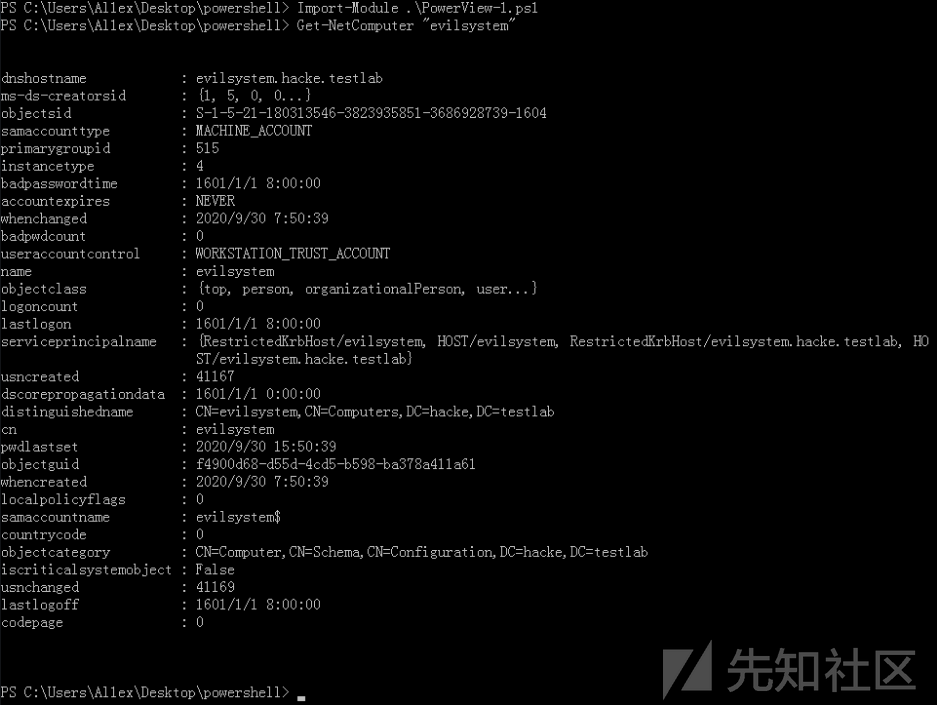 PS C:\Users\Allex\Desktop\powershell> Import-Module .\PowerView-1.ps1
PS C:\Users\Allex\Desktop\powershell> Get-NetComputer "evilsystem"
dnshostname : evilsystem.hacke.testlab
ms-ds-creatorsid : {1, 5, 0, 0...}
objectsid : S-1-5-21-180313546-3823935851-3686928739-1604
samaccounttype : MACHINE_ACCOUNT
primarygroupid : 515
instancetype : 4
badpasswordtime : 1601/1/1 8:00:00
accountexpires : NEVER
whenchanged : 2020/9/30 7:50:39
badpwdcount : 0
useraccountcontrol : WORKSTATION_TRUST_ACCOUNT
name : evilsystem
objectclass : {top, person, organizationalPerson, user...}
logoncount : 0
lastlogon : 1601/1/1 8:00:00
serviceprincipalname : {RestrictedKrbHost/evilsystem, HOST/evilsystem, RestrictedKrbHost/evilsystem.hacke.testlab, HO
ST/evilsystem.hacke.testlab}
usncreated : 41167
dscorepropagationdata : 1601/1/1 0:00:00
distinguishedname : CN=evilsystem,CN=Computers,DC=hacke,DC=testlab
cn : evilsystem
pwdlastset : 2020/9/30 15:50:39
objectguid : f4900d68-d55d-4cd5-b598-ba378a411a61
whencreated : 2020/9/30 7:50:39
localpolicyflags : 0
samaccountname : evilsystem$
countrycode : 0
objectcategory : CN=Computer,CN=Schema,CN=Configuration,DC=hacke,DC=testlab
iscriticalsystemobject : False
usnchanged : 41169
lastlogoff : 1601/1/1 8:00:00
codepage : 0
PS C:\Users\Allex\Desktop\powershell> _
先知社区